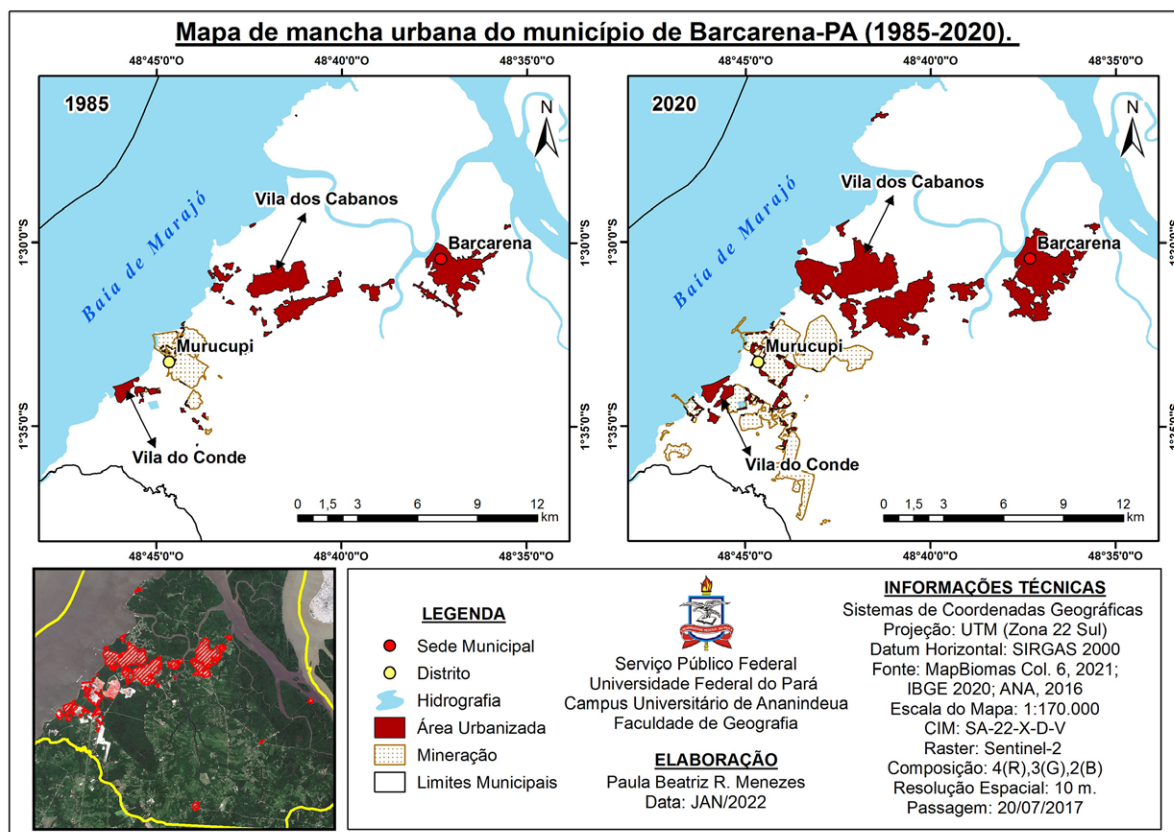 Mapa de mancha urbana do município de Barcarena-PA (1985-2020).
48°45'0"S 48°40'0"S 48°35'0"S
1985
N
Vila dos Cabanos
Baía de Marajó
Barcarena
1°30'0"S
Murucupi
1°35'0"S
Vila do Conde
0 1,5 3 6 9 12
km
48°45'0"S 48°40'0"S 48°35'0"S
48°45'0"S 48°40'0"S 48°35'0"S
2020
N
Vila dos Cabanos
Baía de Marajó
Barcarena
1°30'0"S
Murucupi
1°35'0"S
Vila do Conde
0 1,5 3 6 9 12
km
48°45'0"S 48°40'0"S 48°35'0"S
LEGENDA
Sede Municipal
Distrito
Hidrografia
Área Urbanizada
Mineração
Limites Municipais
Serviço Público Federal
Universidade Federal do Pará
Campus Universitário de Ananindeua
Faculdade de Geografia
ELABORAÇÃO
Paula Beatriz R. Menezes
Data: JAN/2022
INFORMAÇÕES TÉCNICAS
Sistemas de Coordenadas Geográficas
Projeção: UTM (Zona 22 Sul)
Datum Horizontal: SIRGAS 2000
Fonte: MapBiomas Col. 6, 2021;
IBGE 2020; ANA, 2016
Escala do Mapa: 1:170.000
CIM: SA-22-X-D-V
Raster: Sentinel-2
Composição: 4(R),3(G),2(B)
Resolução Espacial: 10 m.
Passagem: 20/07/2017